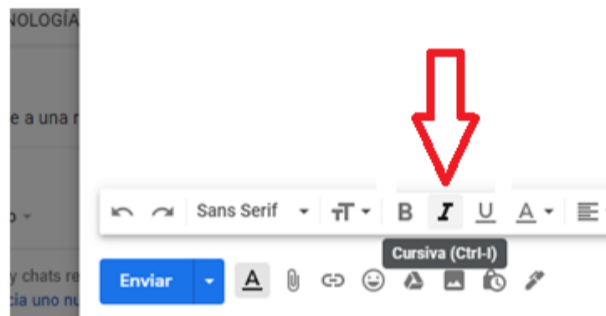 NOLOGÍA
e a una r
Sans Serif
B I U A
Cursiva (Ctrl-I)
Enviar A
y chats re
cia uno nu